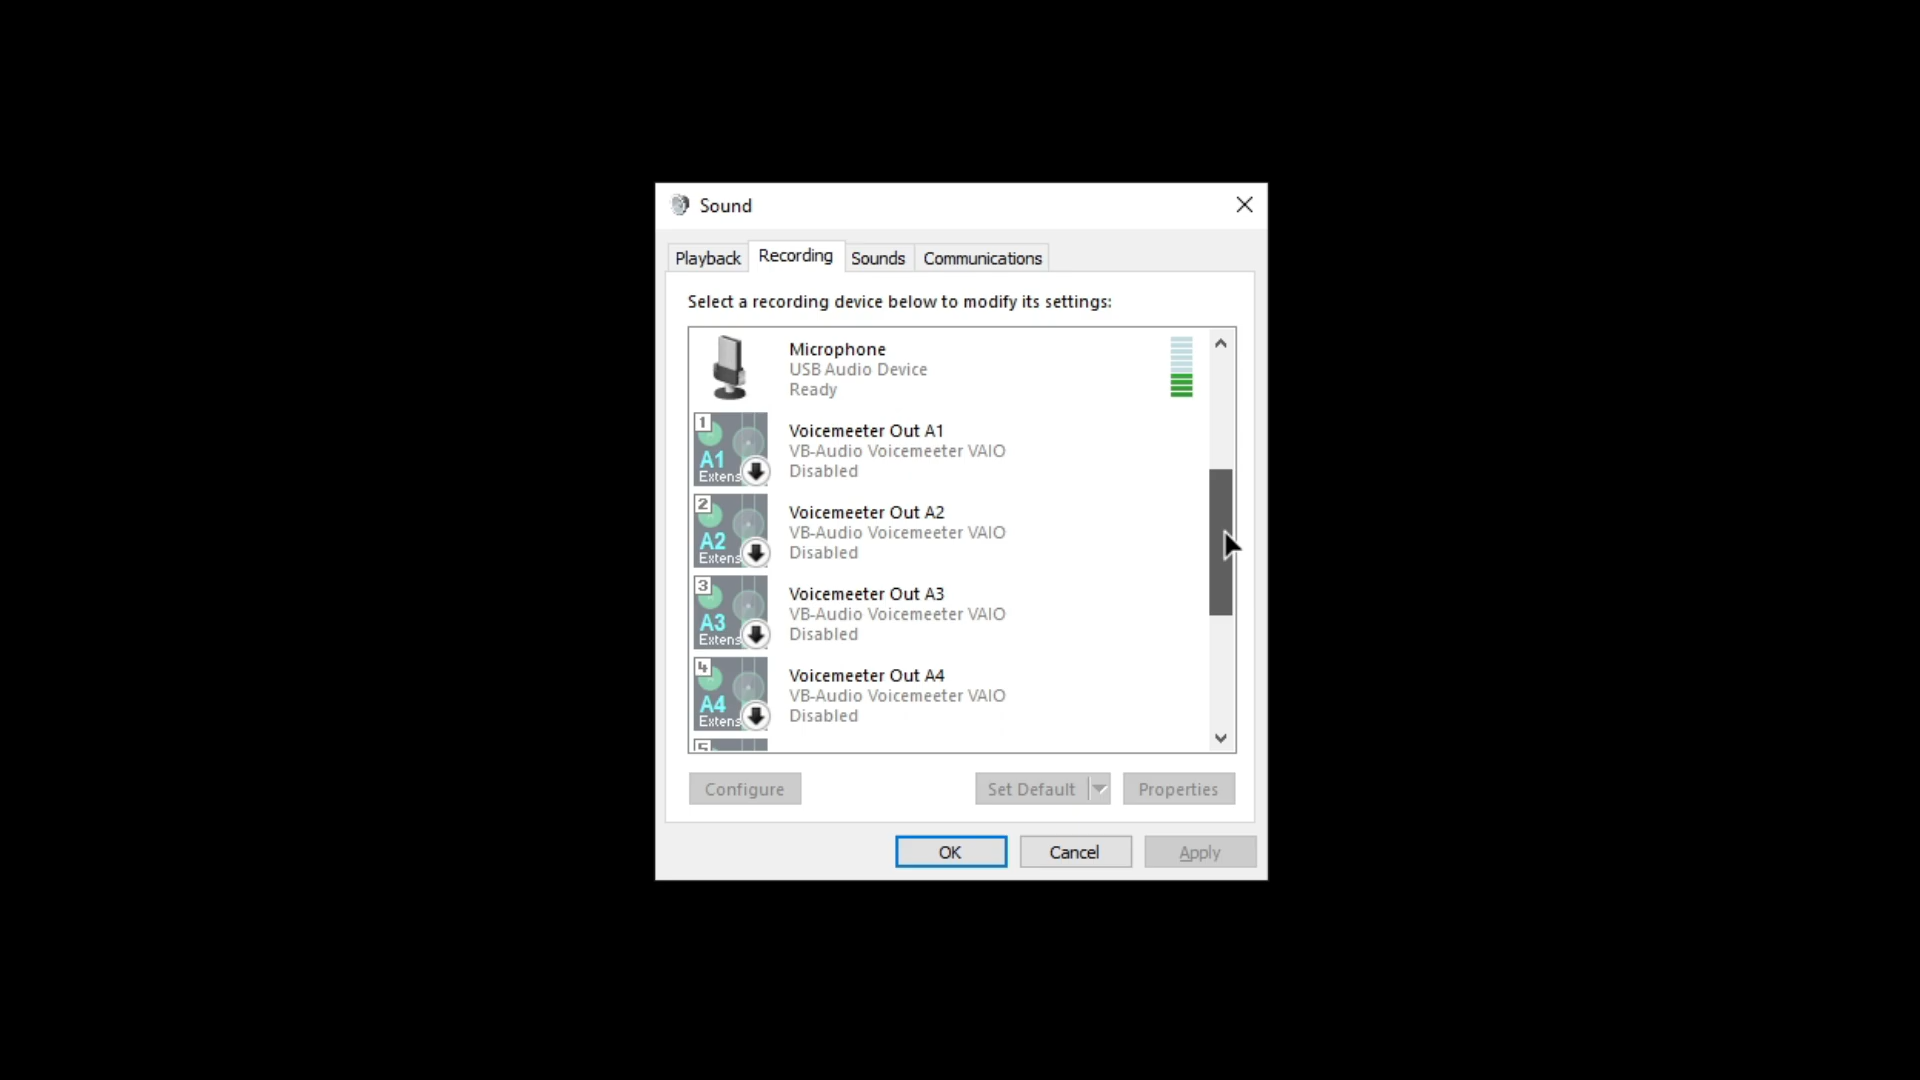 Sound
Playback
Recording
Sounds
Communications
Select a recording device below to modify its settings:
Microphone
USB Audio Device
Ready
1
A1
Extens
Voicemeeter Out A1
VB-Audio Voicemeeter VAIO
Disabled
2
A2
Extens
Voicemeeter Out A2
VB-Audio Voicemeeter VAIO
Disabled
3
A3
Extens
Voicemeeter Out A3
VB-Audio Voicemeeter VAIO
Disabled
4
A4
Extens
Voicemeeter Out A4
VB-Audio Voicemeeter VAIO
Disabled
5
Configure
Set Default
Properties
OK
Cancel
Apply